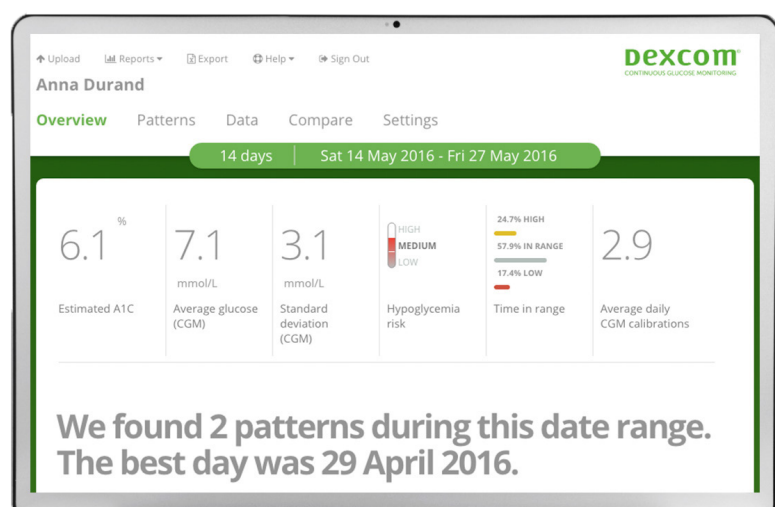 Upload Reports Export Help Sign Out
Dexcom
CONTINUOUS GLUCOSE MONITORING
Anna Durand
Overview Patterns Data Compare Settings
14 days Sat 14 May 2016 - Fri 27 May 2016
6.1 %
Estimated A1C
7.1
mmol/L
Average glucose
(CGM)
3.1
mmol/L
Standard
deviation
(CGM)
HIGH
MEDIUM
LOW
Hypoglycemia
risk
24.7% HIGH
57.9% IN RANGE
17.4% LOW
Time in range
2.9
Average daily
CGM calibrations
We found 2 patterns during this date range.
The best day was 29 April 2016.